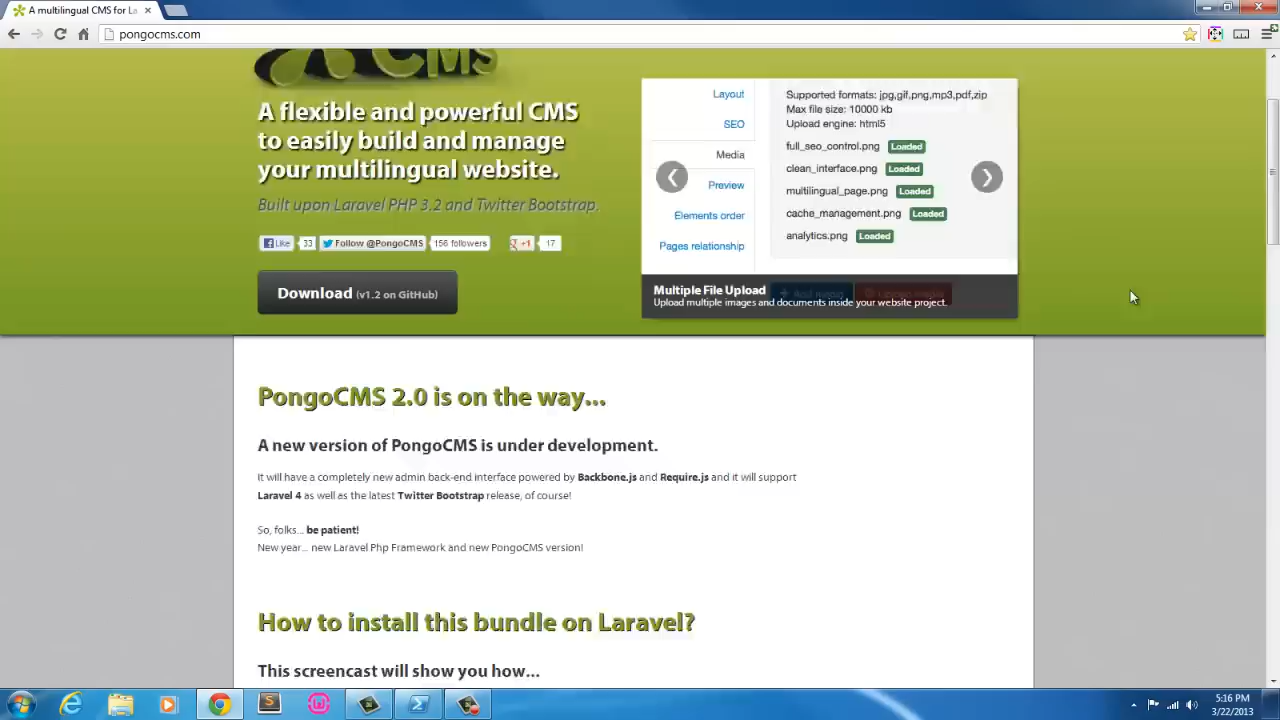 A multilingual CMS for La
pongocms.com
CMS
A flexible and powerful CMS
to easily build and manage
your multilingual website.
Built upon Laravel PHP 3.2 and Twitter Bootstrap.
Like 33 Follow @PongoCMS 156 followers +1 17
Download (v1.2 on GitHub)
Layout
SEO
Media
Preview
Elements order
Pages relationship
Supported formats: jpg,gif,png,mp3,pdf,zip
Max file size: 10000 kb
Upload engine: html5
full_seo_control.png Loaded
clean_interface.png Loaded
multilingual_page.png Loaded
cache_management.png Loaded
analytics.png Loaded
Multiple File Upload
Upload multiple images and documents inside your website project.
PongoCMS 2.0 is on the way...
A new version of PongoCMS is under development.
It will have a completely new admin back-end interface powered by Backbone.js and Require.js and it will support
Laravel 4 as well as the latest Twitter Bootstrap release, of course!
So, folks... be patient!
New year... new Laravel Php Framework and new PongoCMS version!
How to install this bundle on Laravel?
This screencast will show you how...
5:16 PM
3/22/2013